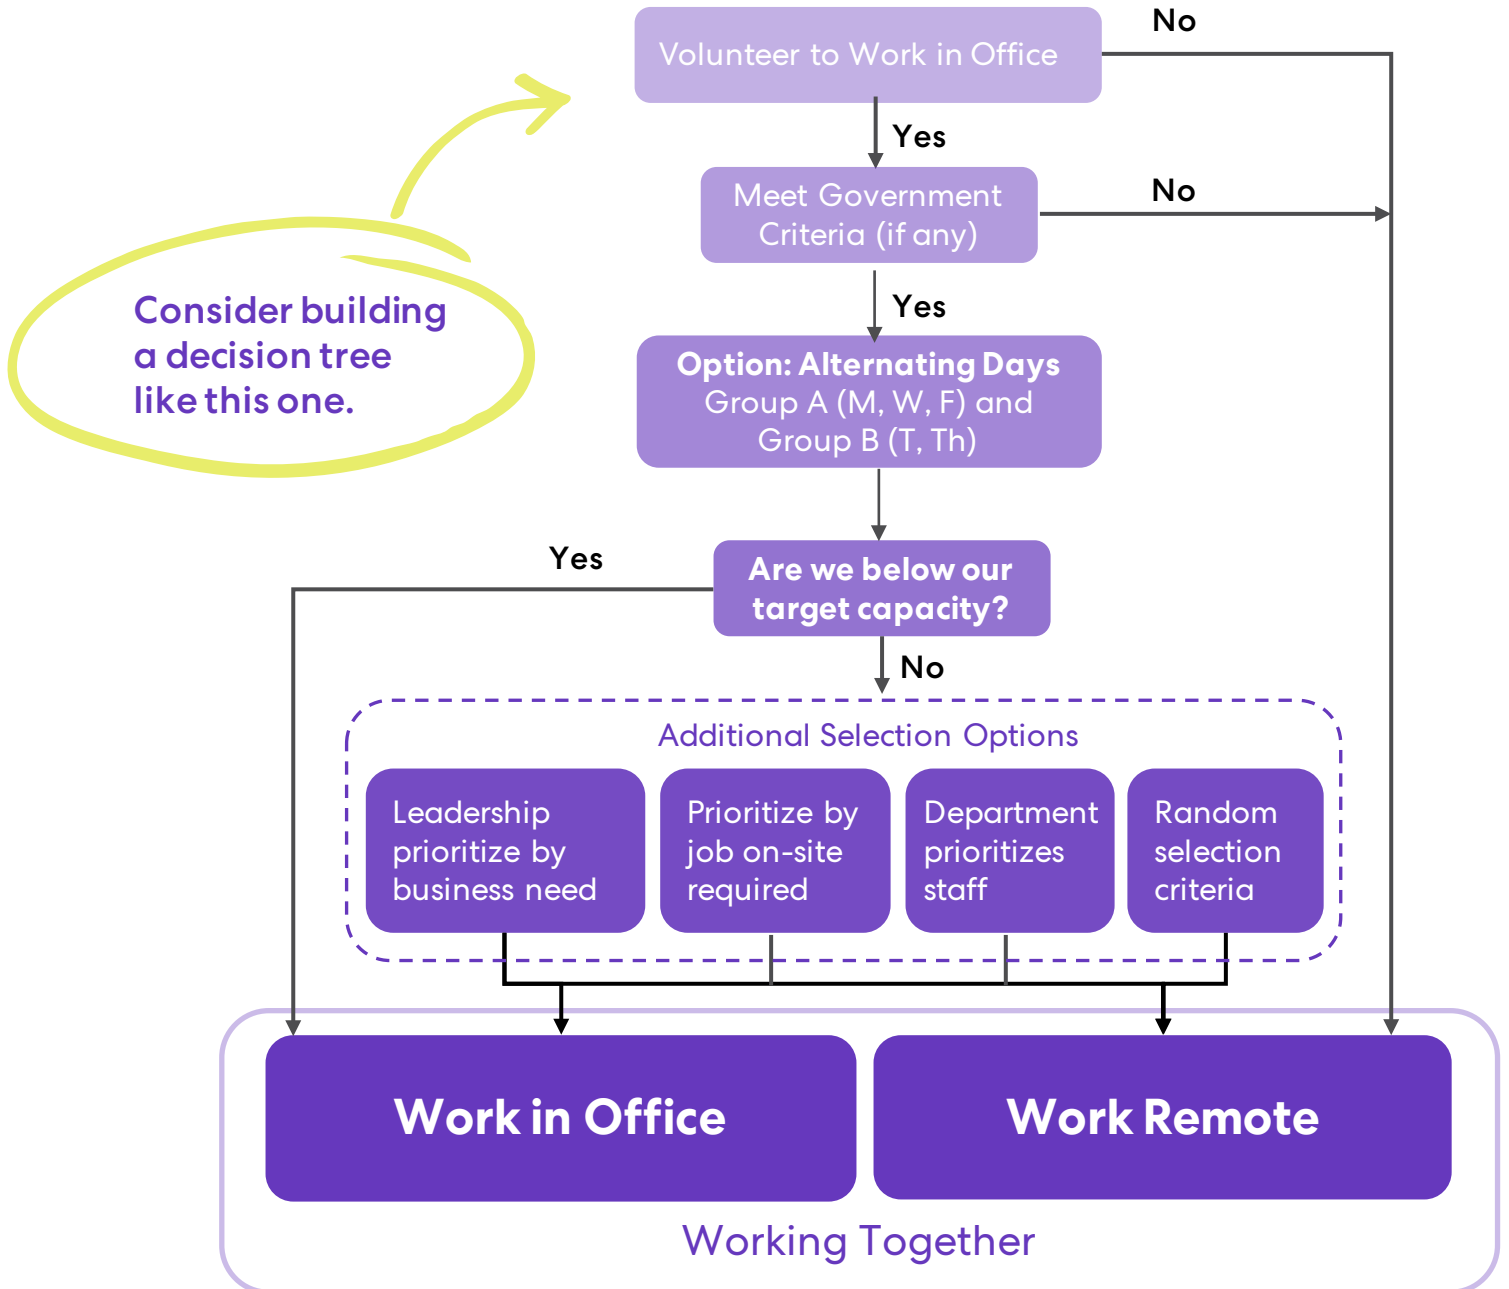 No
Volunteer to Work in Office
Yes
No
Meet Government
Criteria (if any)
Yes
Consider building
a decision tree
like this one.
Option: Alternating Days
Group A (M, W, F) and
Group B (T, Th)
Yes
Are we below our
target capacity?
No
Additional Selection Options
Leadership
prioritize by
business need
Prioritize by
job on-site
required
Department
prioritizes
staff
Random
selection
criteria
Work in Office
Work Remote
Working Together